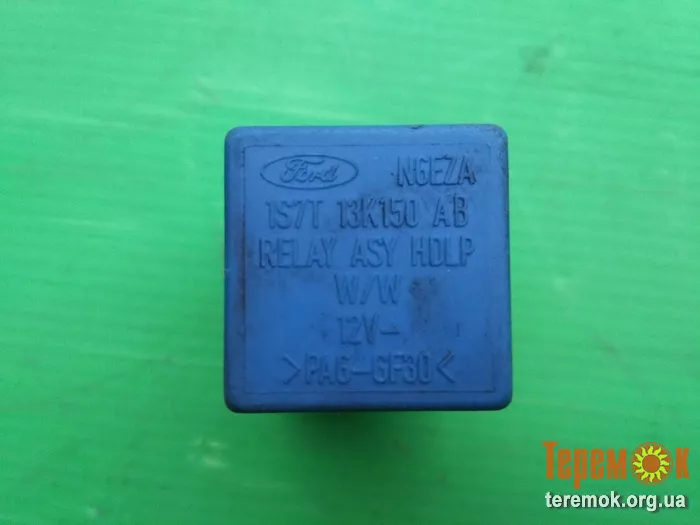 Ford N6EZA
1S7T 13K150 AB
RELAY ASY HDLP
W/W
12V-
>PA6-GF30<
Теремок
teremok.org.ua